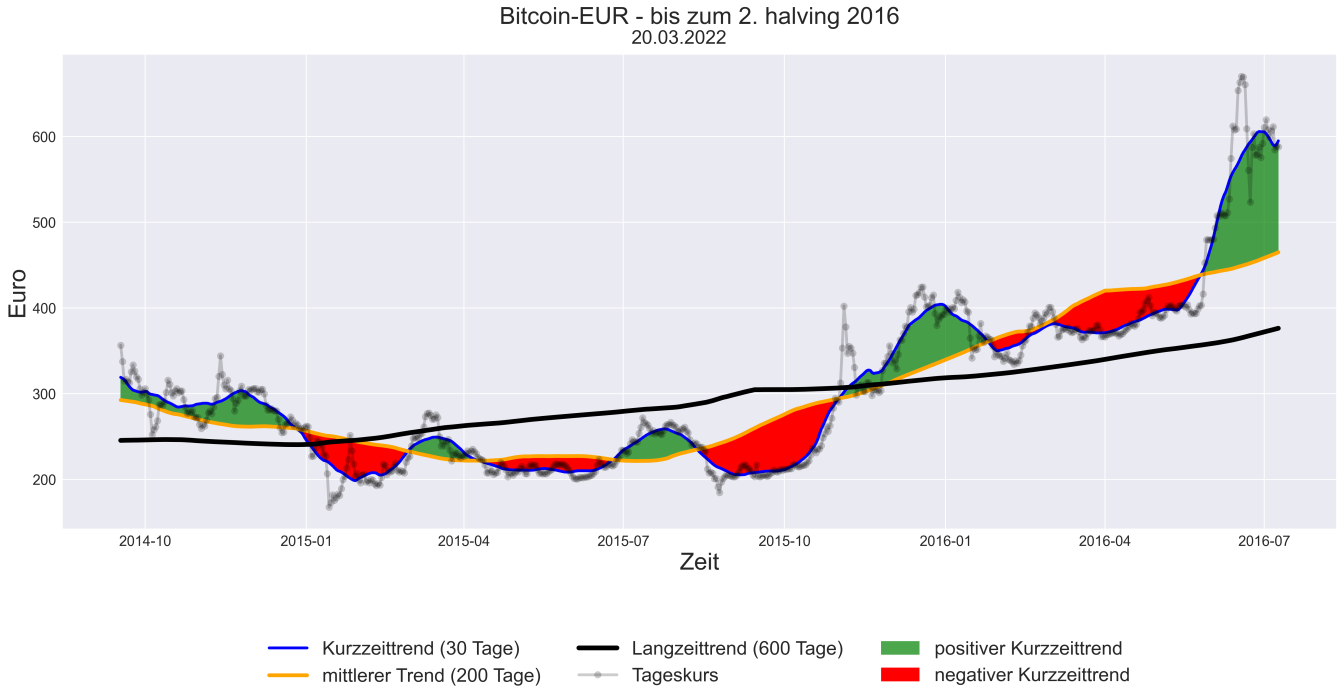 Bitcoin-EUR - bis zum 2. halving 2016
20.03.2022
Euro
600
500
400
300
200
2014-10 2015-01 2015-04 2015-07 2015-10 2016-01 2016-04 2016-07
Zeit
Kurzzeittrend (30 Tage) Langzeittrend (600 Tage) positiver Kurzzeittrend
mittlerer Trend (200 Tage) Tageskurs negativer Kurzzeittrend